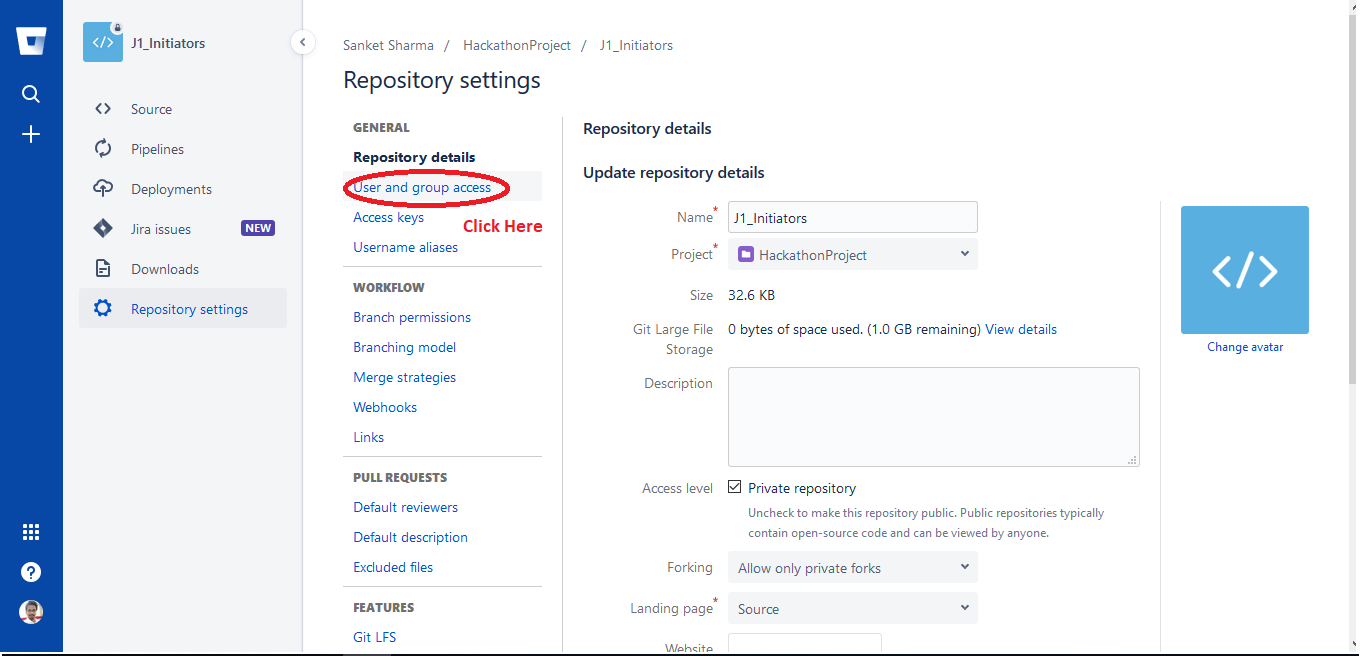 J1_Initiators
Source
Pipelines
Deployments
Jira issues NEW
Downloads
Repository settings
Sanket Sharma / HackathonProject / J1_Initiators
Repository settings
GENERAL
Repository details
User and group access
Access keys
Click Here
Username aliases
WORKFLOW
Branch permissions
Branching model
Merge strategies
Webhooks
Links
PULL REQUESTS
Default reviewers
Default description
Excluded files
FEATURES
Git LFS
Repository details
Update repository details
Name* J1_Initiators
Project* HackathonProject
Size 32.6 KB
Git Large File 0 bytes of space used. (1.0 GB remaining) View details
Storage
Description
Access level Private repository
Uncheck to make this repository public. Public repositories typically
contain open-source code and can be viewed by anyone.
Forking Allow only private forks
Landing page* Source
Website
</>
Change avatar